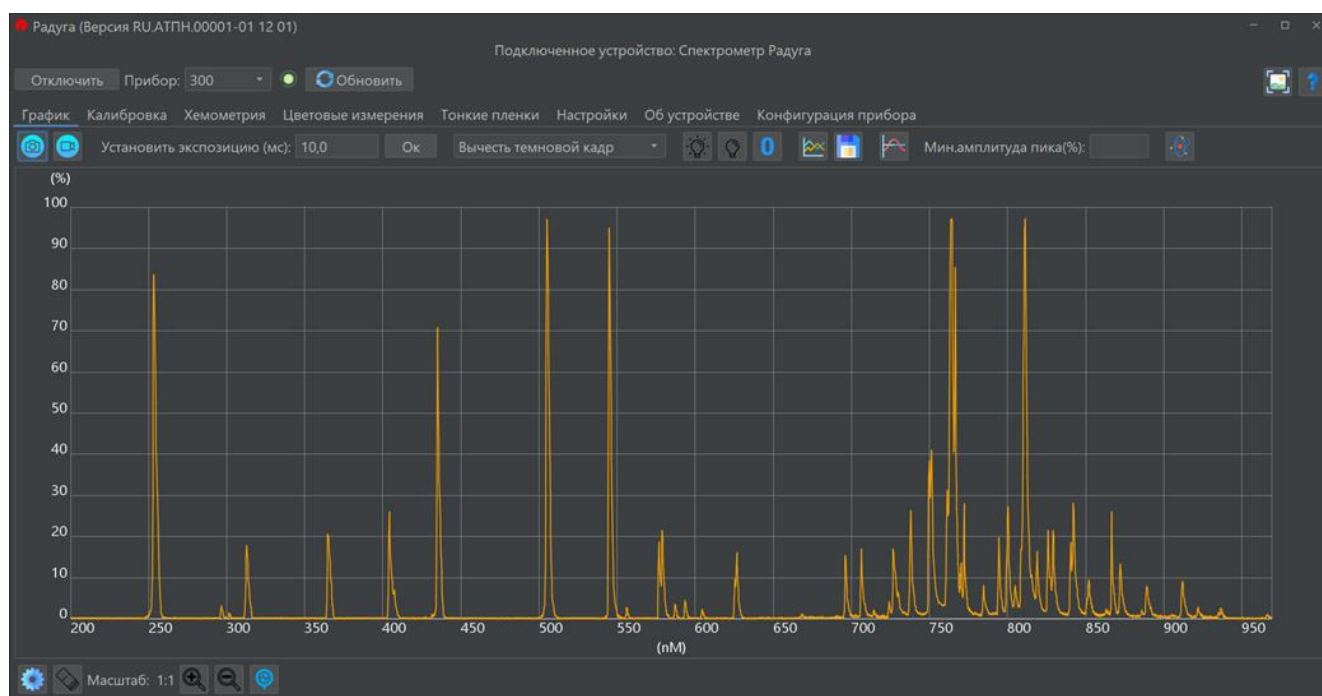 Радуга (Версия RU.АТПН.00001-01 12 01)
Подключенное устройство: Спектрометр Радуга
Отключить Прибор: 300 Обновить
График Калибровка Хемометрия Цветовые измерения Тонкие пленки Настройки Об устройстве Конфигурация прибора
Установить экспозицию (мс): 10,0 Ок Вычесть темновой кадр 0 Мин.амплитуда пика(%):
(%)
100
90
80
70
60
50
40
30
20
10
0
200 250 300 350 400 450 500 550 600 650 700 750 800 850 900 950
(nM)
Масштаб: 1:1